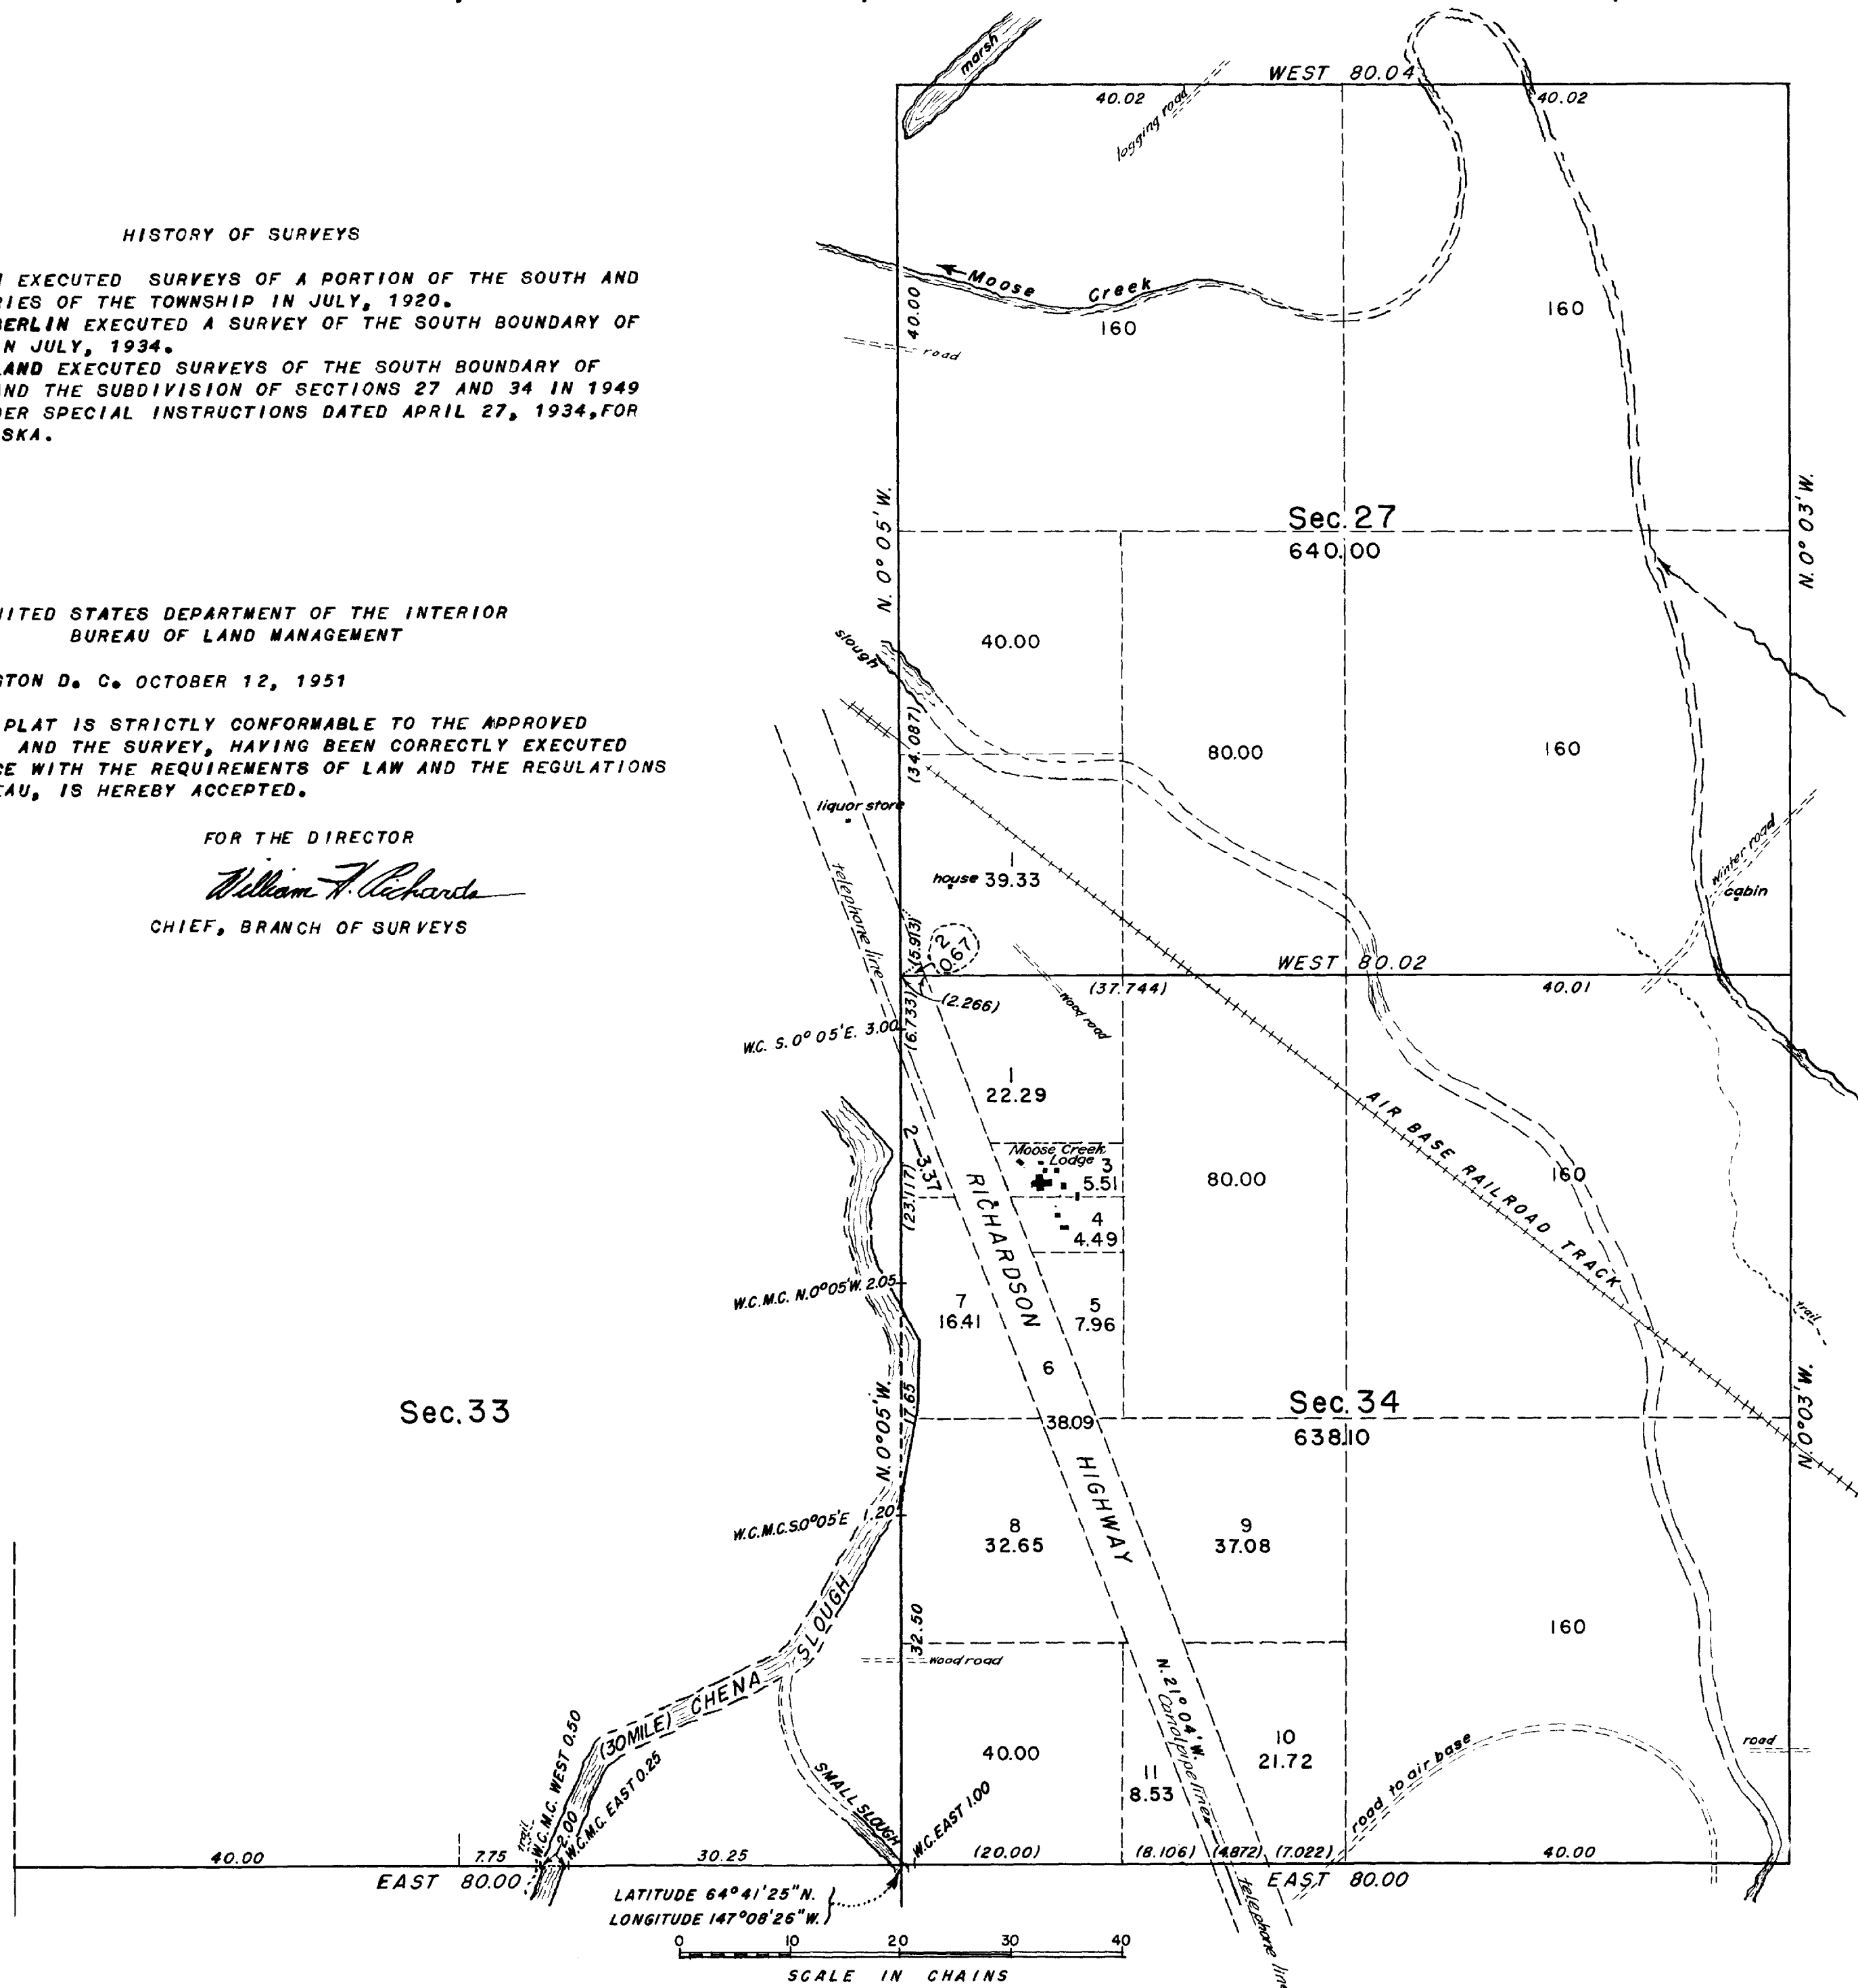 HISTORY OF SURVEYS
EXECUTED SURVEYS OF A PORTION OF THE SOUTH AND
RIES OF THE TOWNSHIP IN JULY, 1920.
BERLIN EXECUTED A SURVEY OF THE SOUTH BOUNDARY OF
N JULY, 1934.
LAND EXECUTED SURVEYS OF THE SOUTH BOUNDARY OF
AND THE SUBDIVISION OF SECTIONS 27 AND 34 IN 1949
DER SPECIAL INSTRUCTIONS DATED APRIL 27, 1934, FOR
SKA.
NITED STATES DEPARTMENT OF THE INTERIOR
BUREAU OF LAND MANAGEMENT
GTON D. C. OCTOBER 12, 1951
PLAT IS STRICTLY CONFORMABLE TO THE APPROVED
AND THE SURVEY, HAVING BEEN CORRECTLY EXECUTED
CE WITH THE REQUIREMENTS OF LAW AND THE REGULATIONS
EAU, IS HEREBY ACCEPTED.
FOR THE DIRECTOR
William H. Richards
CHIEF, BRANCH OF SURVEYS
marsh
WEST 80.04
40.02
40.02
logging road
Moose Creek
40.00
160
160
road
N. 0° 05' W.
Sec. 27
640.00
N. 0° 03' W.
slough
40.00
(34.087)
80.00
160
liquor store
telephone line
house
1
39.33
winter road
cabin
(5.913)
2
0.67
WEST 80.02
(2.266)
(37.744)
40.01
wood road
W.C. S. 0° 05' E. 3.00
(16.733)
1
22.29
AIR BASE RAILROAD TRACK
2
3.37
Moose Creek
Lodge
3
5.51
(23.117)
4
4.49
80.00
160
RICHARDSON
W.C.M.C. N. 0° 05' W. 2.05
7
16.41
5
7.96
trail
6
38.09
N. 0° 05' W.
17.65
Sec. 33
Sec. 34
638.10
N. 0° 03' W.
HIGHWAY
W.C.M.C. S. 0° 05' E 1.20
8
32.65
9
37.08
32.50
160
wood road
(30 MILE) CHENA SLOUGH
N. 21° 04' W.
Canol pipe line
W.C.M.C. WEST 0.50
2.00
W.C.M.C. EAST 0.25
trail
SMALL SLOUGH
W.C. EAST 1.00
40.00
11
8.53
10
21.72
road to air base
road
40.00
7.75
30.25
(20.00)
(8.106)
(4.872)
(7.022)
40.00
EAST 80.00
EAST 80.00
LATITUDE 64° 41' 25" N.
LONGITUDE 147° 08' 26" W.
telephone line
0 10 20 30 40
SCALE IN CHAINS